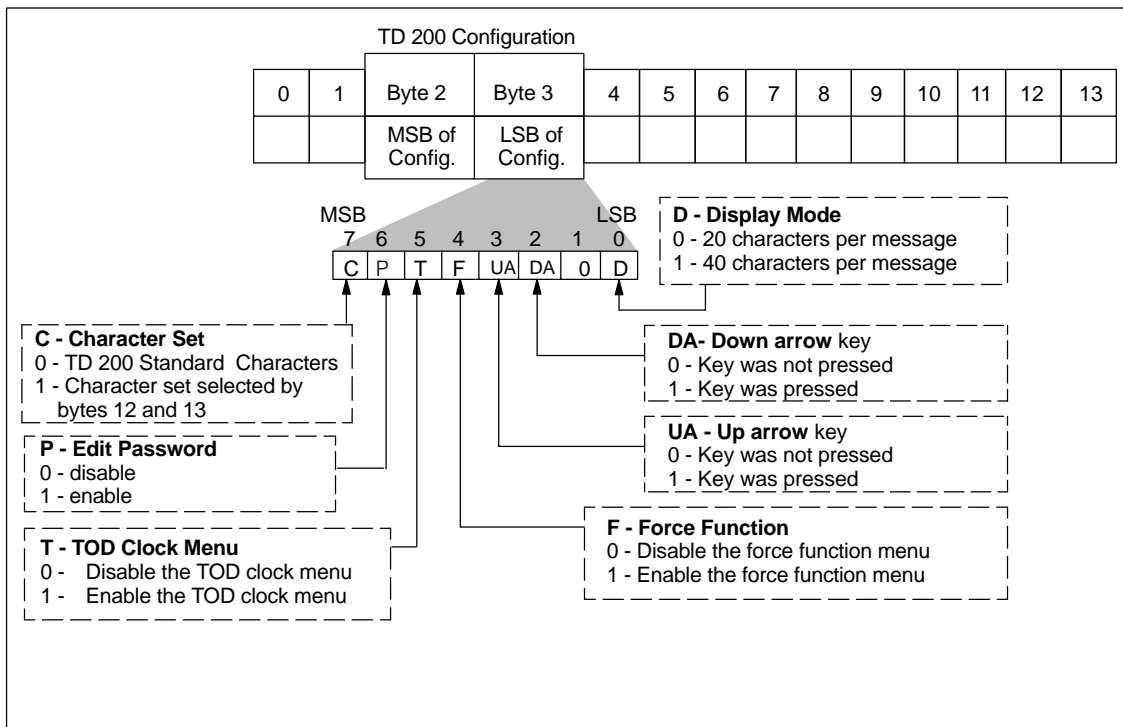 TD 200 Configuration
0 1 Byte 2 Byte 3 4 5 6 7 8 9 10 11 12 13
MSB of Config. LSB of Config.
MSB LSB
7 6 5 4 3 2 1 0
C P T F UA DA 0 D
D - Display Mode
0 - 20 characters per message
1 - 40 characters per message
C - Character Set
0 - TD 200 Standard Characters
1 - Character set selected by
bytes 12 and 13
DA- Down arrow key
0 - Key was not pressed
1 - Key was pressed
UA - Up arrow key
0 - Key was not pressed
1 - Key was pressed
P - Edit Password
0 - disable
1 - enable
F - Force Function
0 - Disable the force function menu
1 - Enable the force function menu
T - TOD Clock Menu
0 - Disable the TOD clock menu
1 - Enable the TOD clock menu